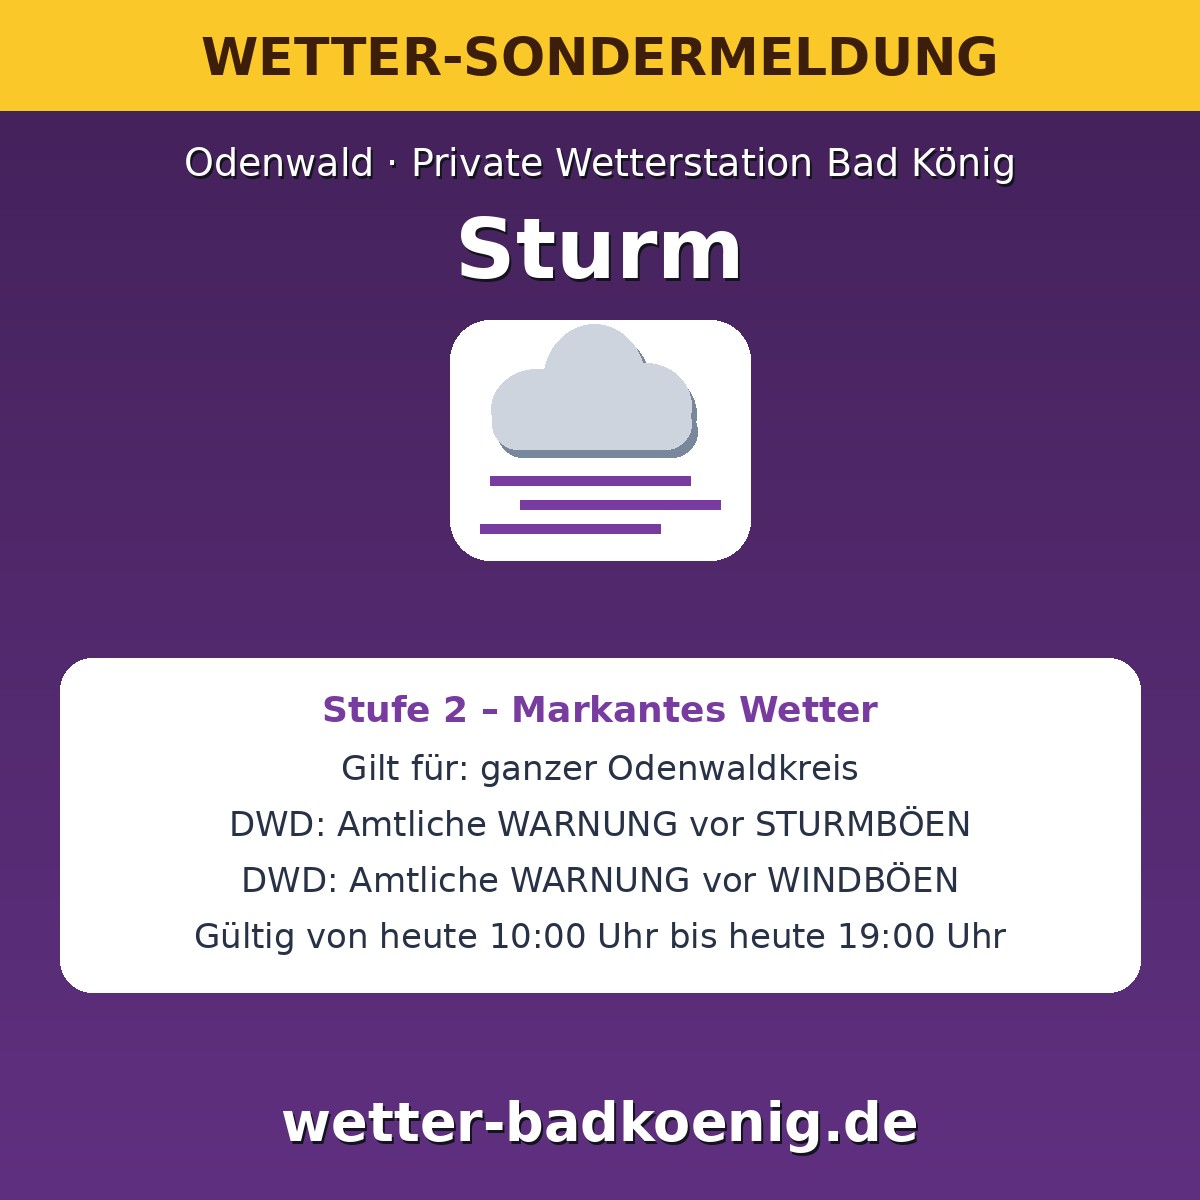 WETTER-SONDERMELDUNG
Odenwald · Private Wetterstation Bad König
Sturm
Stufe 2 – Markantes Wetter
Gilt für: ganzer Odenwaldkreis
DWD: Amtliche WARNUNG vor STURMBÖEN
DWD: Amtliche WARNUNG vor WINDBÖEN
Gültig von heute 10:00 Uhr bis heute 19:00 Uhr
wetter-badkoenig.de